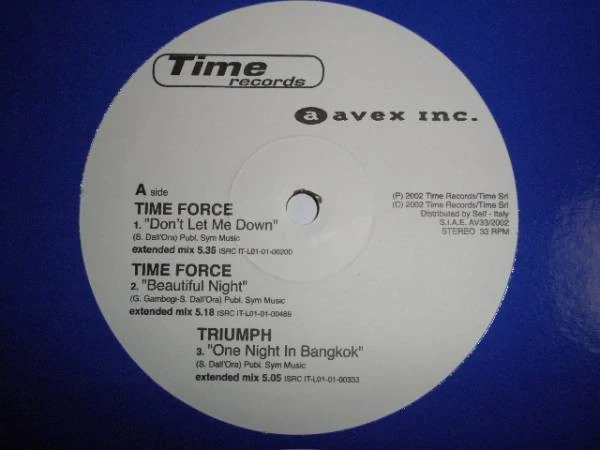 Time
records
a avex inc.
A side
TIME FORCE
1. "Don't Let Me Down"
(S. Dall'Ora) Publ. Sym Music
extended mix 5.35 ISRC IT-L01-01-00200
TIME FORCE
2. "Beautiful Night"
(G. Gambogi-S. Dall'Ora) Publ. Sym Music
extended mix 5.18 ISRC IT-L01-01-00489
TRIUMPH
3. "One Night In Bangkok"
(S. Dall'Ora) Publ. Sym Music
extended mix 5.05 ISRC IT-L01-01-00333
(P) 2002 Time Records/Time Srl
(C) 2002 Time Records/Time Srl
Distributed by Self - Italy
S.I.A.E. AV33/2002
STEREO 33 RPM